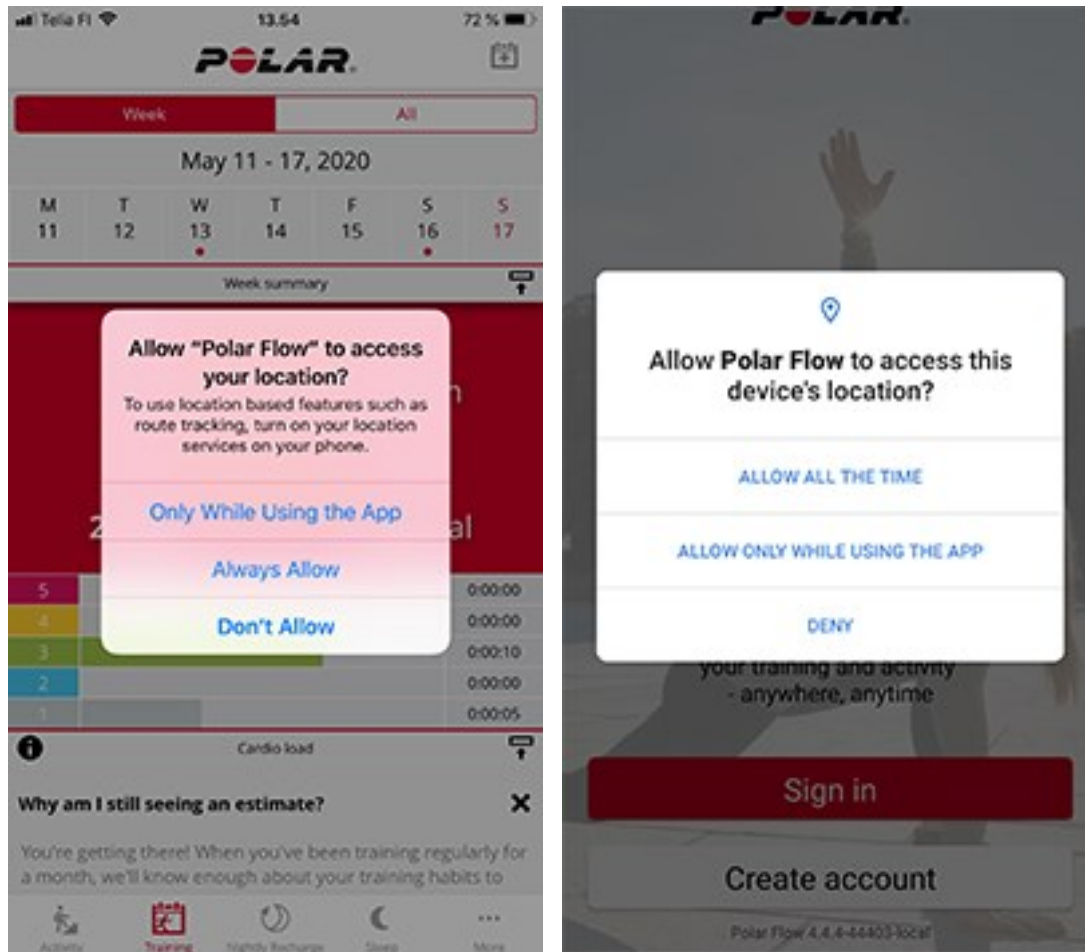 Telia FI
13.54
72 %
POLAR
Week
All
May 11 - 17, 2020
M T W T F S S
11 12 13 14 15 16 17
Week summary
Allow "Polar Flow" to access
your location?
To use location based features such as
route tracking, turn on your location
services on your phone.
Only While Using the App
Always Allow
Don't Allow
2
al
5 0:00:00
4 0:00:00
3 0:00:10
2 0:00:00
1 0:00:05
Cardio load
Why am I still seeing an estimate?
You're getting there! When you've been training regularly for
a month, we'll know enough about your training habits to
Activity
Training
Nightly Recharge
Sleep
More
POLAR
Allow Polar Flow to access this
device's location?
ALLOW ALL THE TIME
ALLOW ONLY WHILE USING THE APP
DENY
your training and activity
- anywhere, anytime
Sign in
Create account
Polar Flow 4.4.4-44403-local